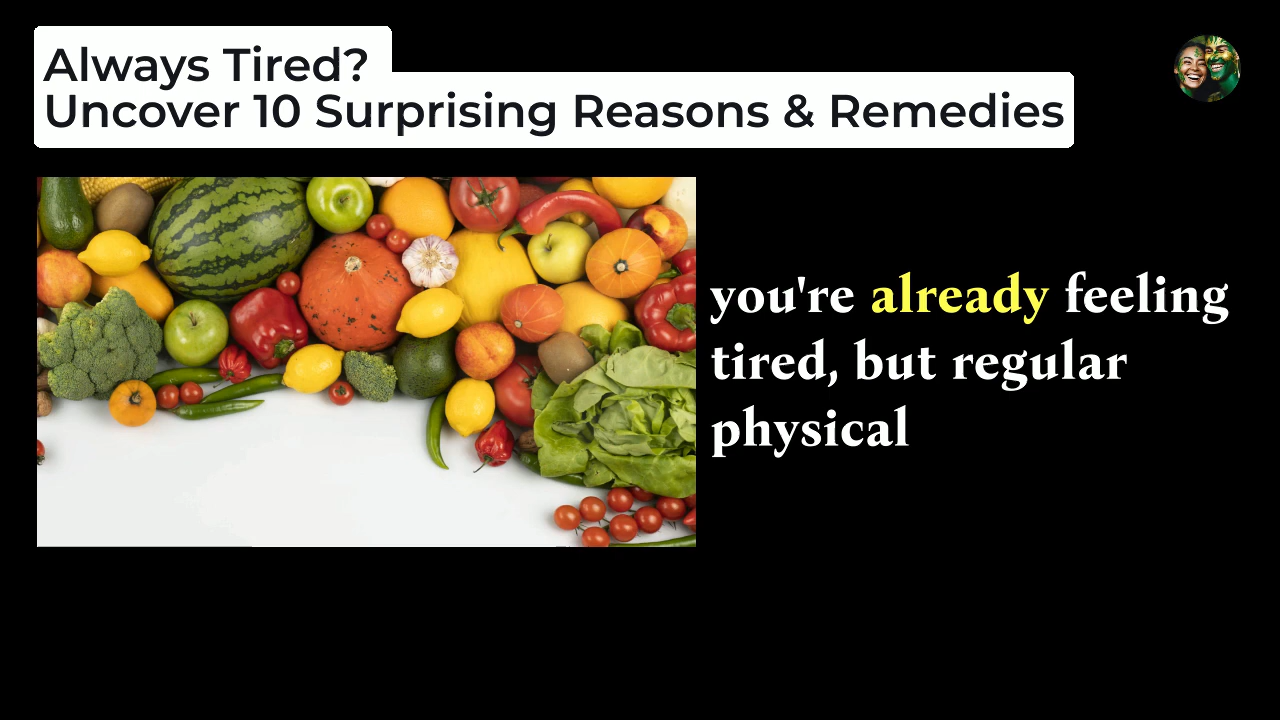 Always Tired?
Uncover 10 Surprising Reasons & Remedies
you're already feeling
tired, but regular
physical